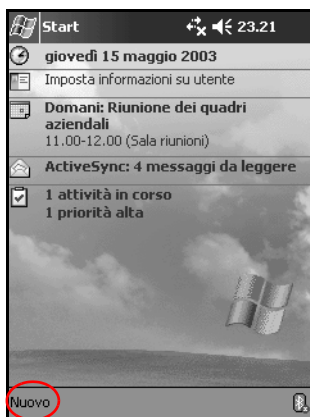 Start 23.21
giovedì 15 maggio 2003
Imposta informazioni su utente
Domani: Riunione dei quadri
aziendali
11.00-12.00 (Sala riunioni)
ActiveSync: 4 messaggi da leggere
1 attività in corso
1 priorità alta
Nuovo